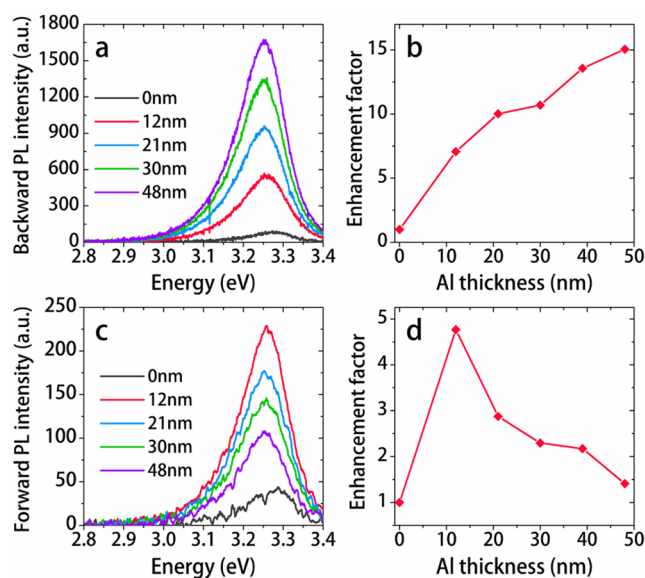 a
Backward PL intensity (a.u.)
1800
1500
1200
900
600
300
0
0nm
12nm
21nm
30nm
48nm
2.8 2.9 3.0 3.1 3.2 3.3 3.4
Energy (eV)
b
Enhancement factor
15
10
5
0
0 10 20 30 40 50
Al thickness (nm)
c
Forward PL intensity (a.u.)
250
200
150
100
50
0
0nm
12nm
21nm
30nm
48nm
2.8 2.9 3.0 3.1 3.2 3.3 3.4
Energy (eV)
d
Enhancement factor
5
4
3
2
1
0 10 20 30 40 50
Al thickness (nm)